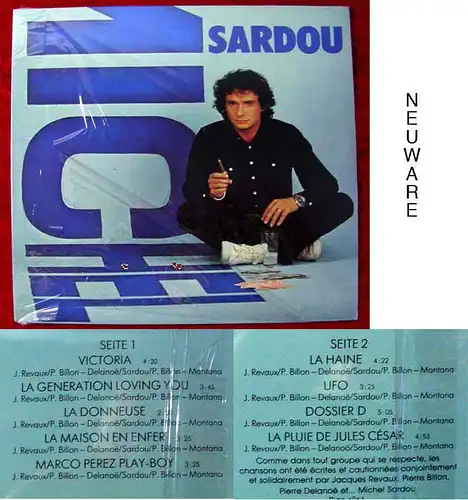 SARDOU
MICHEL
NEUWARE
SEITE 1
VICTORIA 4:20
J. Revaux/P. Billon – Delanoë/Sardou/P. Billon – Montana
LA GENERATION LOVING YOU 3:45
J. Revaux/P. Billon – Delanoë/Sardou/P. Billon – Montana
LA DONNEUSE
J. Revaux/P. Billon – Delanoë/Sardou/P. Billon – Montana
LA MAISON EN ENFER
J. Revaux/P. Billon – Delanoë/Sardou/P. Billon – Montana
MARCO PEREZ PLAY-BOY 3:25
J. Revaux/P. Billon – Delanoë/Sardou/P. Billon – Montana
SEITE 2
LA HAINE 4:22
J. Revaux/P. Billon – Delanoë/Sardou/P. Billon – Montana
UFO 3:25
J. Revaux/P. Billon – Delanoë/Sardou/P. Billon – Montana
DOSSIER D 5:05
J. Revaux/P. Billon – Delanoë/Sardou/P. Billon – Montana
LA PLUIE DE JULES CÉSAR 4:53
J. Revaux/P. Billon – Delanoë/Sardou/P. Billon – Montana
Comme dans tout groupe qui se respecte, les
chansons ont été écrites et cautionnées conjointement
et solidairement par Jacques Revaux, Pierre Billon,
Pierre Delanoë et... Michel Sardou